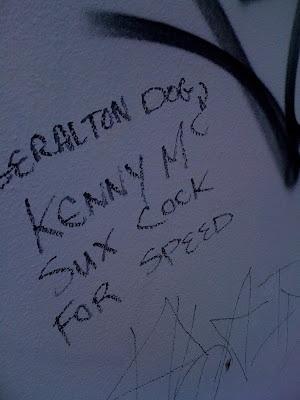 GERALTON DOG)
KENNY Mc
SUX COCK
FOR SPEED